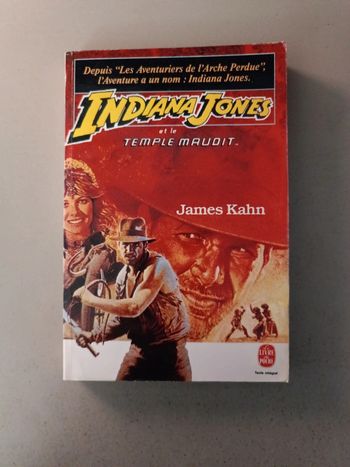 Depuis "Les Aventuriers de l'Arche Perdue",
l'Aventure a un nom : Indiana Jones.
INDIANA JONES
et le
TEMPLE MAUDIT™
James Kahn
LE LIVRE
DE POCHE
Texte intégral